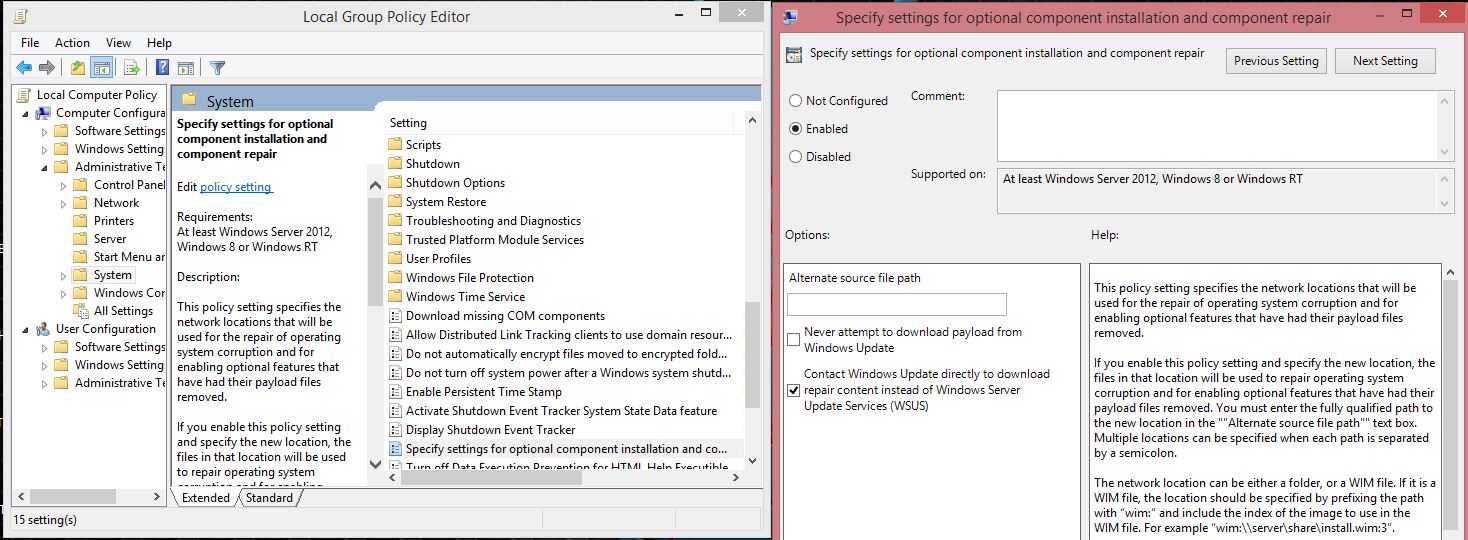 Local Group Policy Editor
File Action View Help
Local Computer Policy
Computer Configura
Software Settings
Windows Setting
Administrative Te
Control Panel
Network
Printers
Server
Start Menu an
System
Windows Cor
All Settings
User Configuration
Software Settings
Windows Setting
Administrative Te
System
Specify settings for optional
component installation and
component repair
Edit policy setting
Requirements:
At least Windows Server 2012,
Windows 8 or Windows RT
Description:
This policy setting specifies the
network locations that will be
used for the repair of operating
system corruption and for
enabling optional features that
have had their payload files
removed.
If you enable this policy setting
and specify the new location, the
files in that location will be used
to repair operating system
corruption and for enabling
Setting
Scripts
Shutdown
Shutdown Options
System Restore
Troubleshooting and Diagnostics
Trusted Platform Module Services
User Profiles
Windows File Protection
Windows Time Service
Download missing COM components
Allow Distributed Link Tracking clients to use domain resour...
Do not automatically encrypt files moved to encrypted fold...
Do not turn off system power after a Windows system shutd...
Enable Persistent Time Stamp
Activate Shutdown Event Tracker System State Data feature
Display Shutdown Event Tracker
Specify settings for optional component installation and co...
Turn off Data Execution Prevention for HTML Help Executible
Extended Standard
15 setting(s)
Specify settings for optional component installation and component repair
Specify settings for optional component installation and component repair
Previous Setting
Next Setting
Not Configured
Enabled
Disabled
Comment:
Supported on:
At least Windows Server 2012, Windows 8 or Windows RT
Options:
Help:
Alternate source file path
Never attempt to download payload from
Windows Update
Contact Windows Update directly to download
repair content instead of Windows Server
Update Services (WSUS)
This policy setting specifies the network locations that will be
used for the repair of operating system corruption and for
enabling optional features that have had their payload files
removed.
If you enable this policy setting and specify the new location, the
files in that location will be used to repair operating system
corruption and for enabling optional features that have had their
payload files removed. You must enter the fully qualified path to
the new location in the ""Alternate source file path"" text box.
Multiple locations can be specified when each path is separated
by a semicolon.
The network location can be either a folder, or a WIM file. If it is a
WIM file, the location should be specified by prefixing the path
with “wim:” and include the index of the image to use in the
WIM file. For example “wim:\\server\share\install.wim:3”.